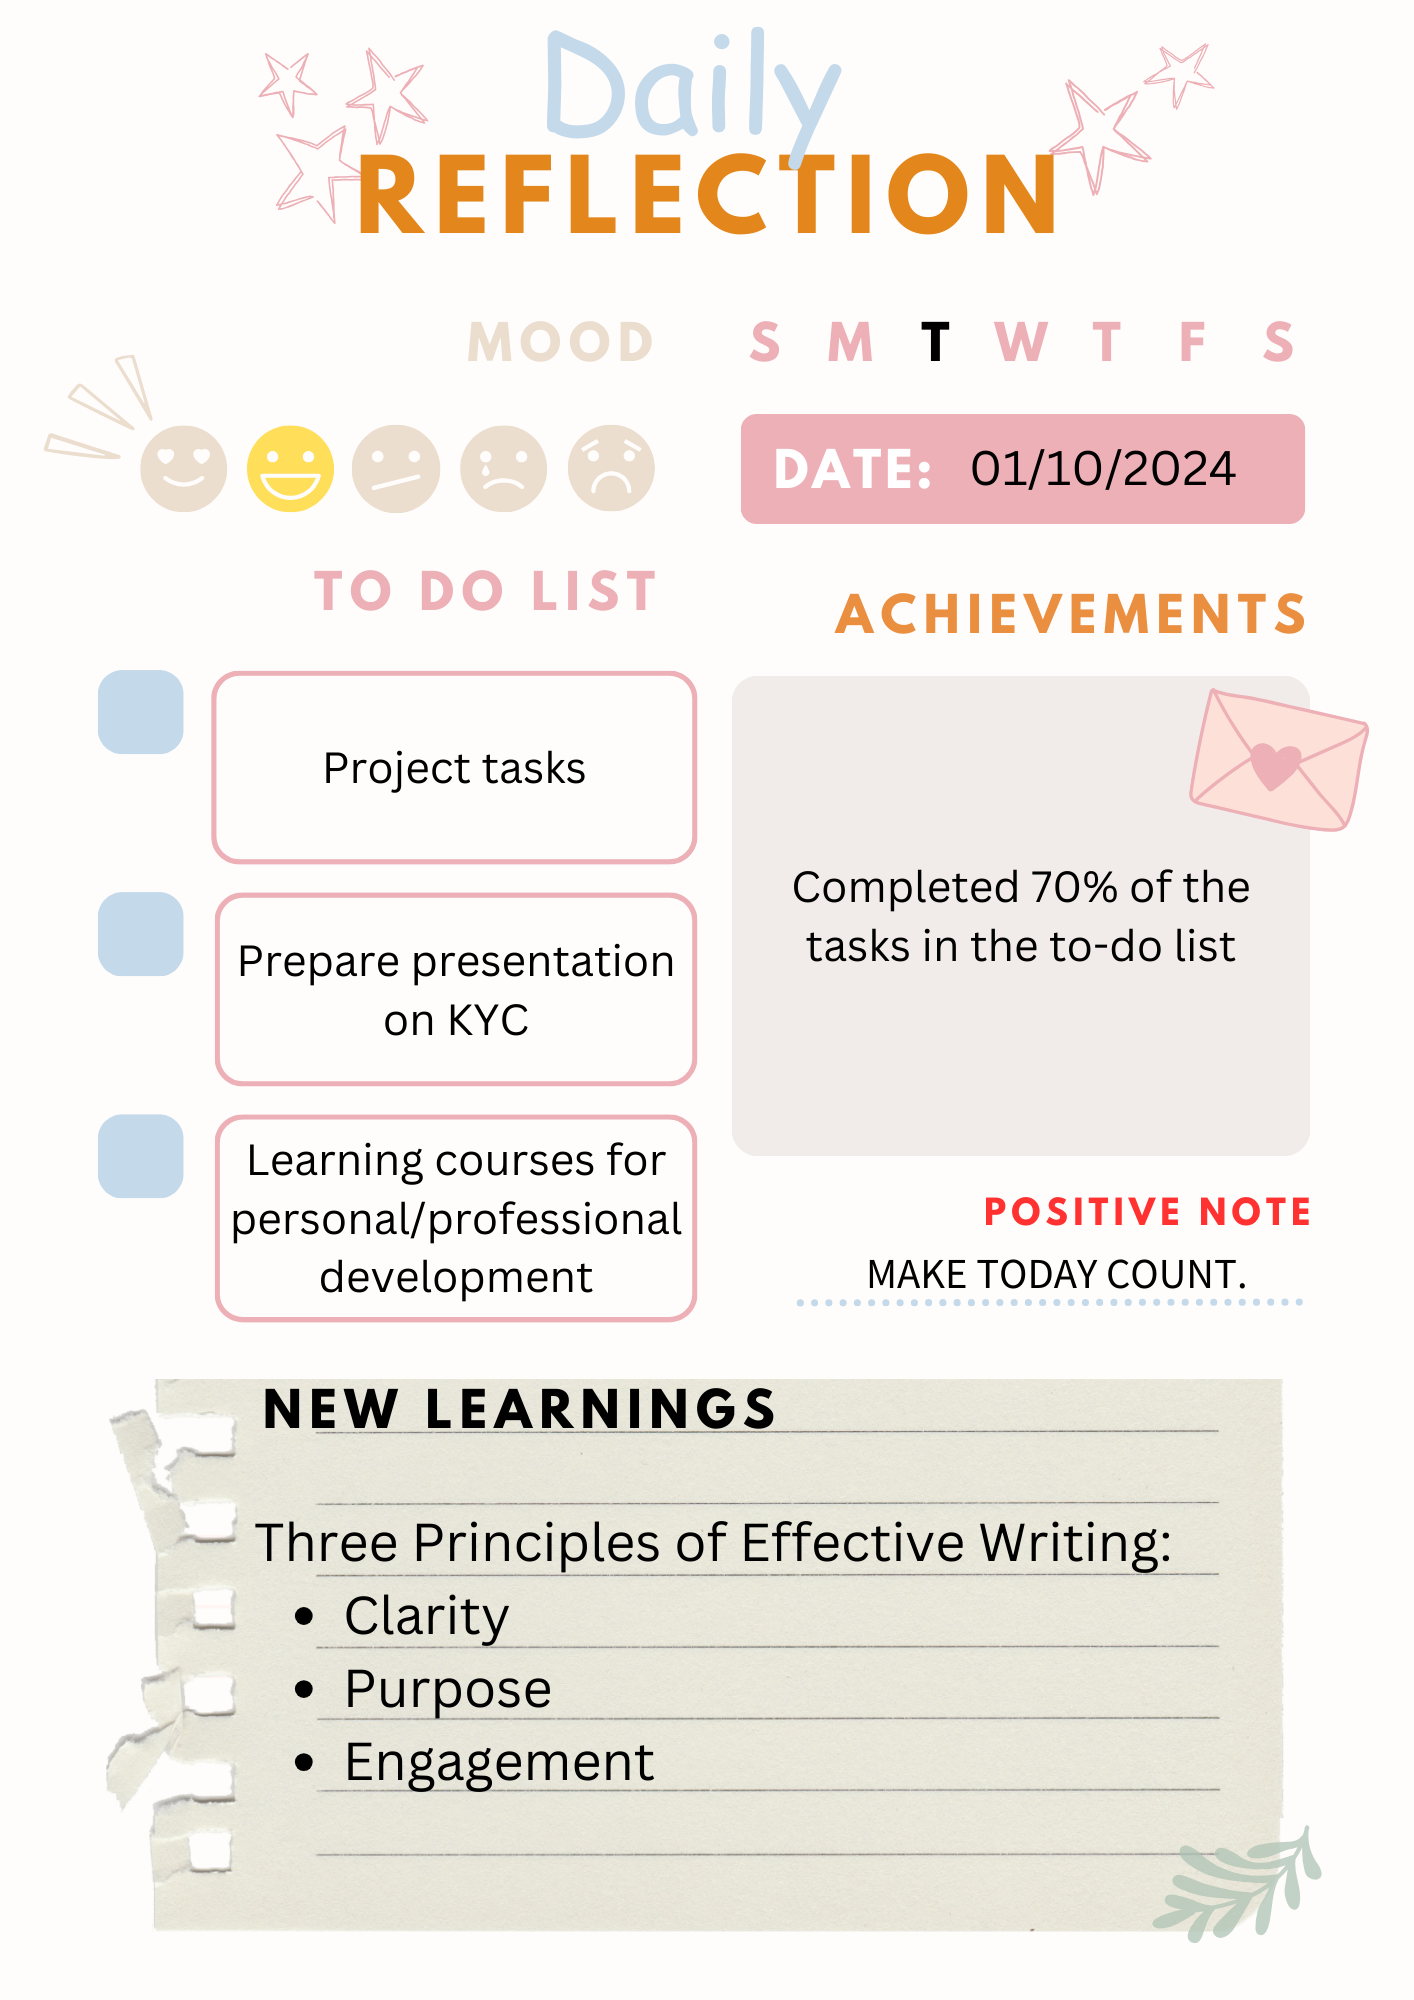 Daily
REFLECTION
MOOD
S M T W T F S
DATE: 01/10/2024
TO DO LIST
Project tasks
Prepare presentation
on KYC
Learning courses for
personal/professional
development
ACHIEVEMENTS
Completed 70% of the
tasks in the to-do list
POSITIVE NOTE
MAKE TODAY COUNT.
NEW LEARNINGS
Three Principles of Effective Writing:
• Clarity
• Purpose
• Engagement